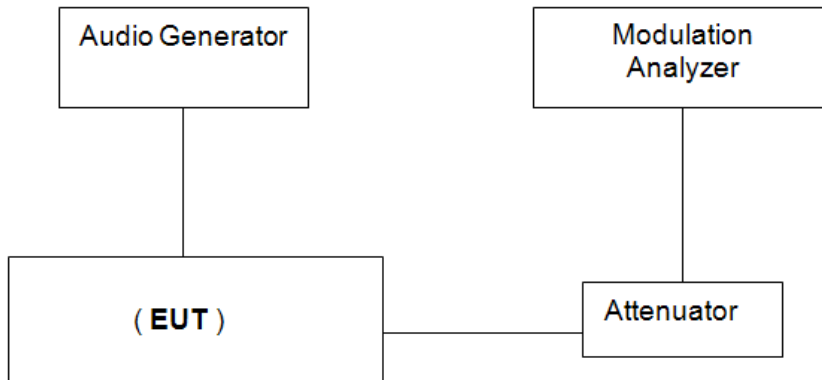 Audio Generator
Modulation
Analyzer
( EUT )
Attenuator